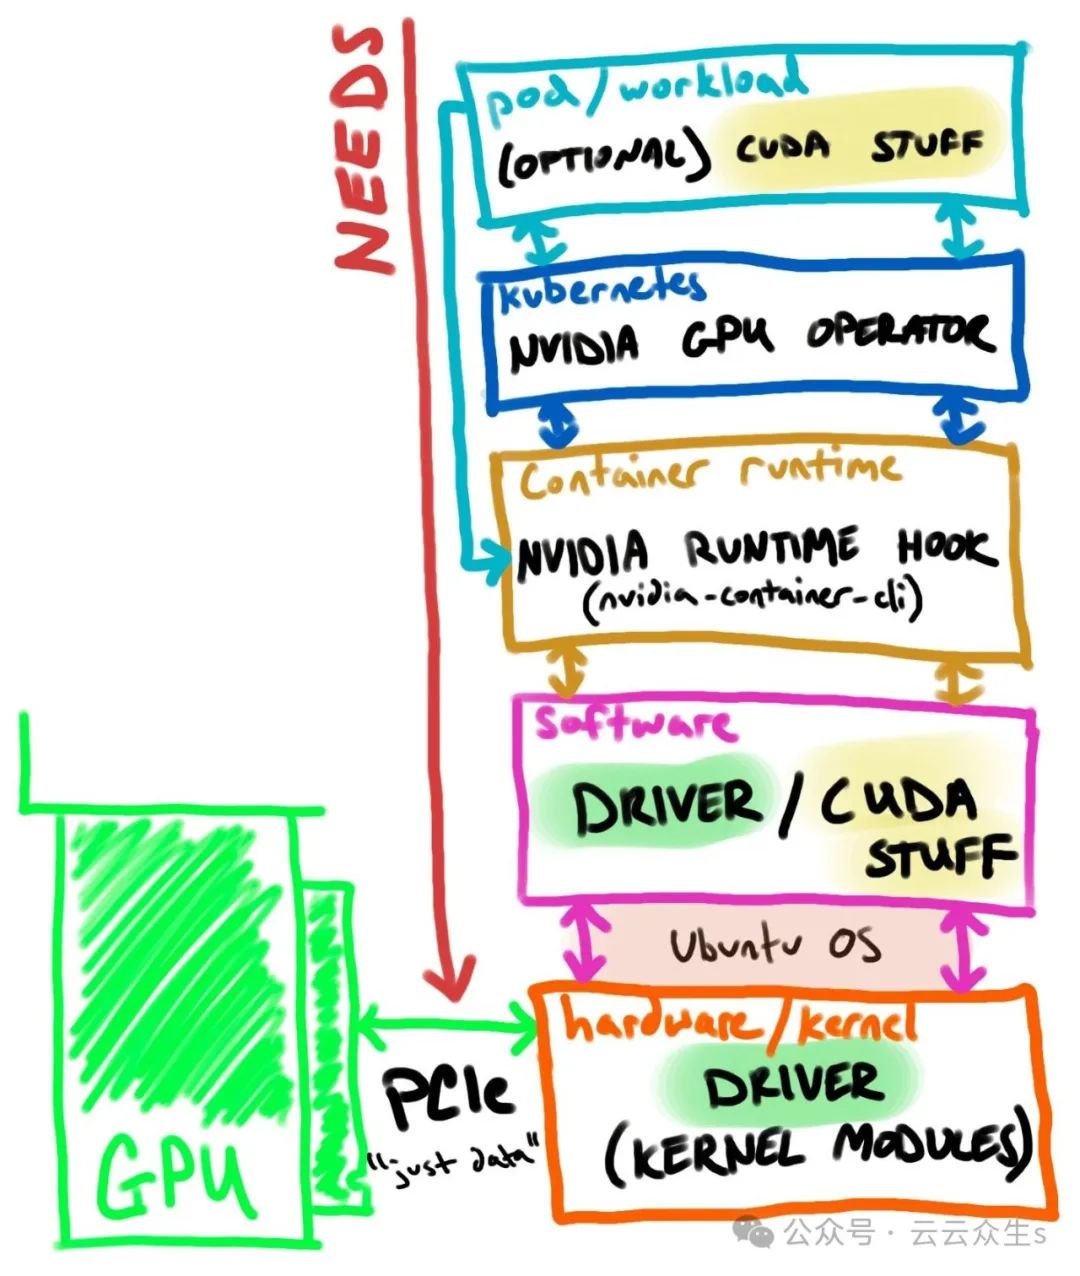 NEEDS
pod/workload
(OPTIONAL) CUDA STUFF
kubernetes
NVIDIA GPU OPERATOR
Container runtime
NVIDIA RUNTIME HOOK
(nvidia-container-cli)
Software
DRIVER / CUDA
STUFF
Ubuntu OS
hardware/kernel
DRIVER
(KERNEL MODULES)
PCIe
"just data"
GPU
公众号 · 云云众生s